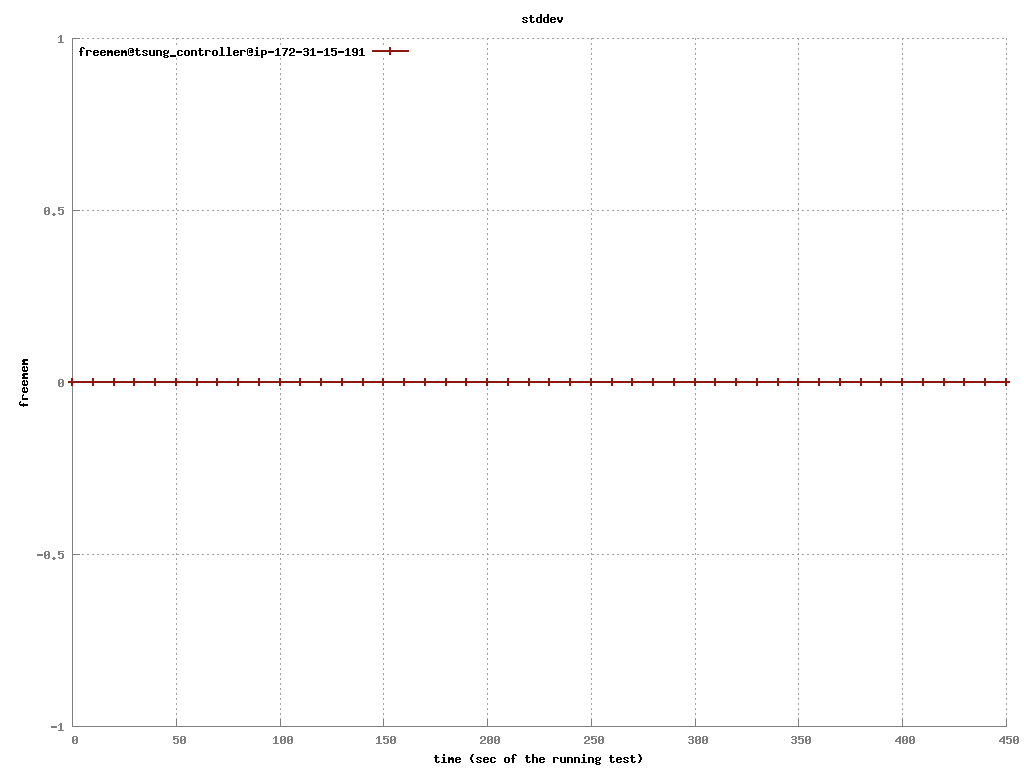 stddev
freemem@tsung_controller@ip-172-31-15-191
1
0.5
0
-0.5
-1
freemem
0 50 100 150 200 250 300 350 400 450
time (sec of the running test)